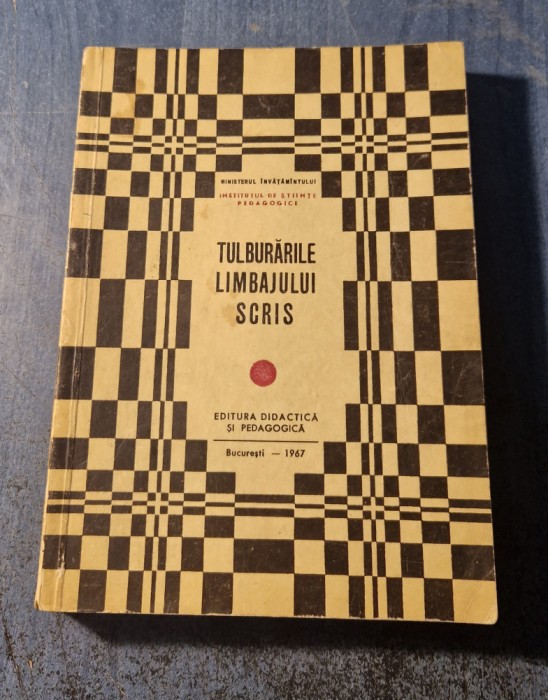 MINISTERUL ÎNVĂȚĂMÎNTULUI
INSTITUTUL DE ȘTIINȚE
PEDAGOGICE
TULBURĂRILE
LIMBAJULUI
SCRIS
EDITURA DIDACTICĂ
ȘI PEDAGOGICĂ
București — 1967